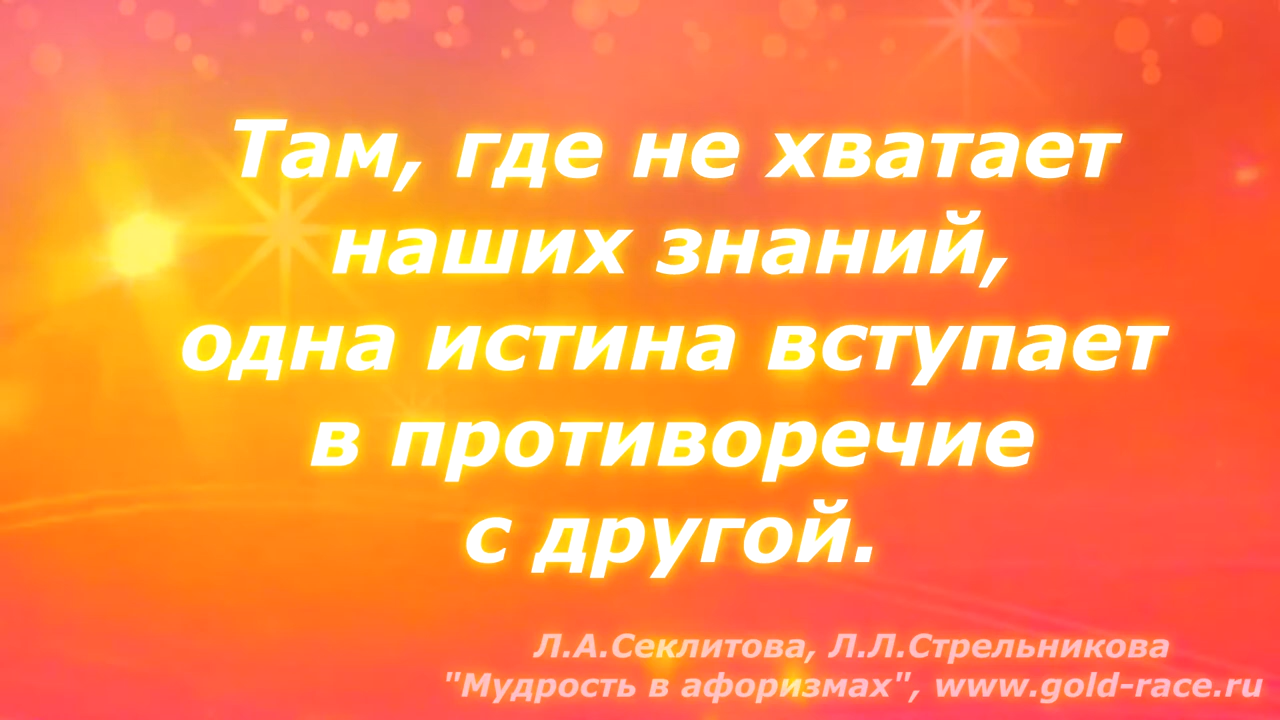 Там, где не хватает
наших знаний,
одна истина вступает
в противоречие
с другой.
Л.А.Секлитова, Л.Л.Стрельникова
"Мудрость в афоризмах", www.gold-race.ru